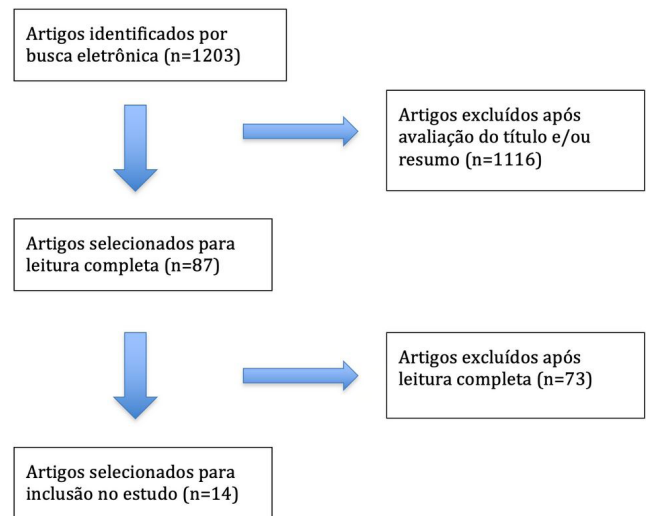 Artigos identificados por
busca eletrônica (n=1203)
Artigos excluídos após
avaliação do título e/ou
resumo (n=1116)
Artigos selecionados para
leitura completa (n=87)
Artigos excluídos após
leitura completa (n=73)
Artigos selecionados para
inclusão no estudo (n=14)